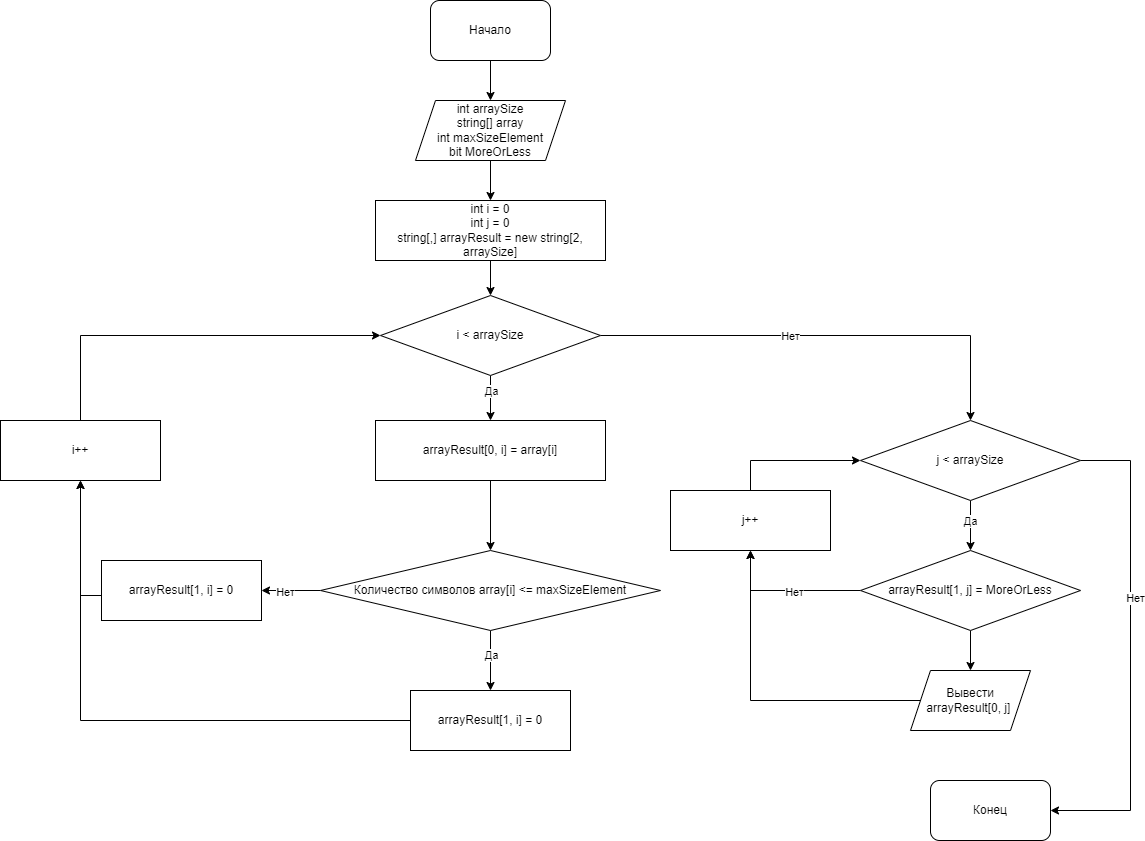 Начало
int arraySize
string[] array
int maxSizeElement
bit MoreOrLess
int i = 0
int j = 0
string[,] arrayResult = new string[2,
arraySize]
i < arraySize
Нет
Да
i++
arrayResult[0, i] = array[i]
j < arraySize
j++
Да
arrayResult[1, i] = 0
Нет
Количество символов array[i] <= maxSizeElement
Нет
arrayResult[1, j] = MoreOrLess
Нет
Да
arrayResult[1, i] = 0
Вывести
arrayResult[0, j]
Конец